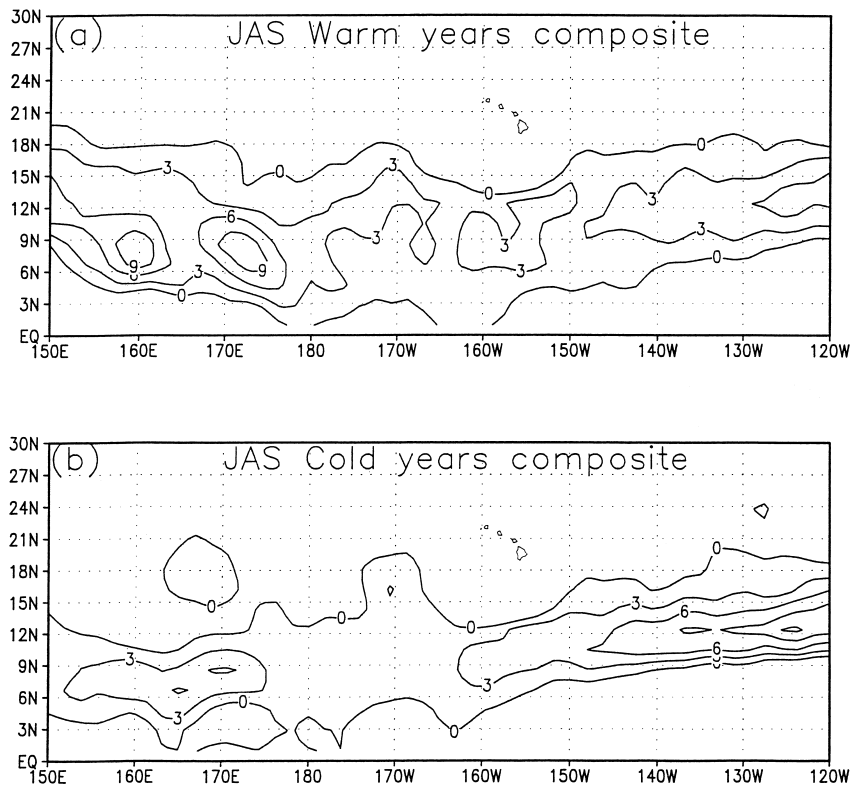 30N
(a) JAS Warm years composite
27N
24N
21N
18N 0
3 3
15N 0
0 3
12N
6
9N 3 3 3
9 9
6N 6 3 3 0
0
3N
EQ
150E 160E 170E 180 170W 160W 150W 140W 130W 120W
30N
(b) JAS Cold years composite
27N
24N
21N 0
18N
15N 0 3
0 0 6
12N
9N 3 6
3
6N 0
3
3N 0
EQ
150E 160E 170E 180 170W 160W 150W 140W 130W 120W